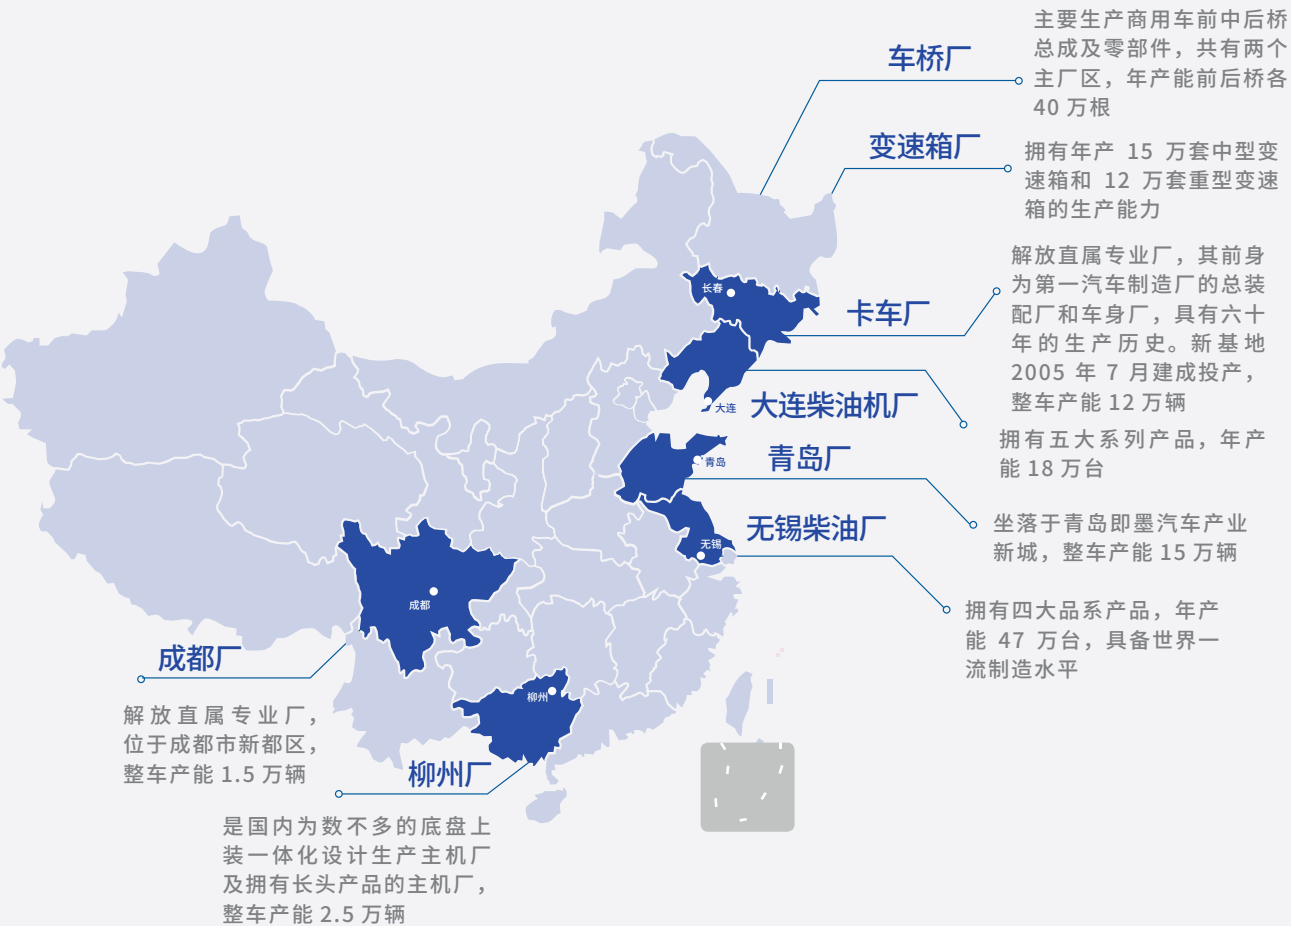 车桥厂
主要生产商用车前中后桥
总成及零部件，共有两个
主厂区，年产能前后桥各
40 万根
变速箱厂
拥有年产 15 万套中型变
速箱和 12 万套重型变速
箱的生产能力
长春
卡车厂
解放直属专业厂，其前身
为第一汽车制造厂的总装
配厂和车身厂，具有六十
年的生产历史。新基地
2005 年 7 月建成投产，
整车产能 12 万辆
大连
大连柴油机厂
拥有五大系列产品，年产
能 18 万台
青岛
青岛厂
坐落于青岛即墨汽车产业
新城，整车产能 15 万辆
无锡
无锡柴油厂
拥有四大品系产品，年产
能 47 万台，具备世界一
流制造水平
成都
成都厂
解放直属专业厂，
位于成都市新都区，
整车产能 1.5 万辆
柳州
柳州厂
是国内为数不多的底盘上
装一体化设计生产主机厂
及拥有长头产品的主机厂，
整车产能 2.5 万辆